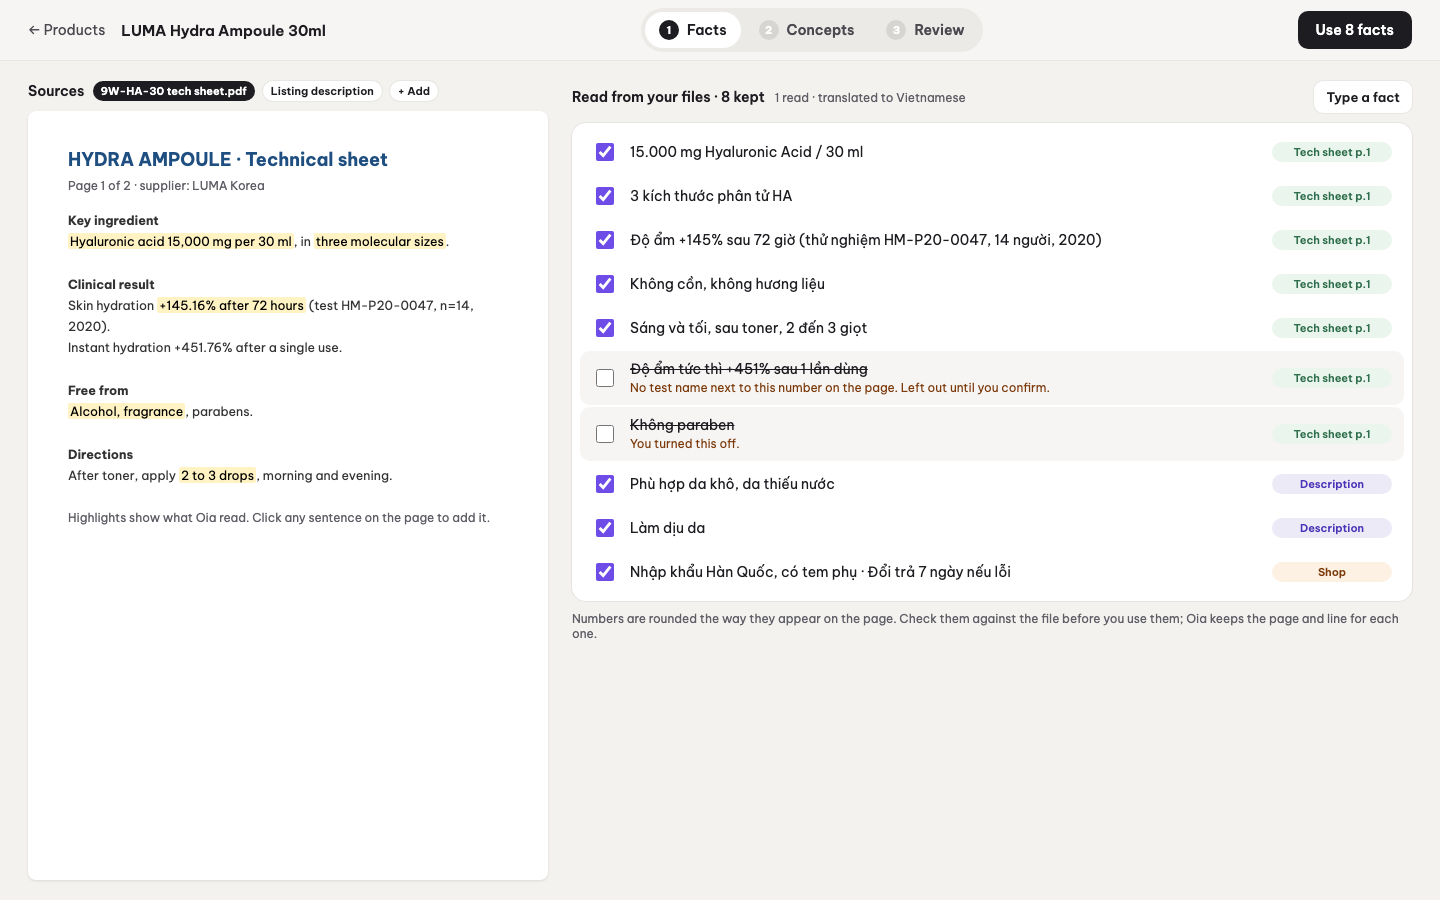 ← Products
LUMA Hydra Ampoule 30ml
1 Facts
2 Concepts
3 Review
Use 8 facts
Sources
9W-HA-30 tech sheet.pdf
Listing description
+ Add
HYDRA AMPOULE · Technical sheet
Page 1 of 2 · supplier: LUMA Korea
Key ingredient
Hyaluronic acid 15,000 mg per 30 ml, in three molecular sizes.
Clinical result
Skin hydration +145.16% after 72 hours (test HM-P20-0047, n=14,
2020).
Instant hydration +451.76% after a single use.
Free from
Alcohol, fragrance, parabens.
Directions
After toner, apply 2 to 3 drops, morning and evening.
Highlights show what Oia read. Click any sentence on the page to add it.
Read from your files · 8 kept
1 read · translated to Vietnamese
Type a fact
15.000 mg Hyaluronic Acid / 30 ml
Tech sheet p.1
3 kích thước phân tử HA
Tech sheet p.1
Độ ẩm +145% sau 72 giờ (thử nghiệm HM-P20-0047, 14 người, 2020)
Tech sheet p.1
Không cồn, không hương liệu
Tech sheet p.1
Sáng và tối, sau toner, 2 đến 3 giọt
Tech sheet p.1
Độ ẩm tức thì +451% sau 1 lần dùng
No test name next to this number on the page. Left out until you confirm.
Tech sheet p.1
Không paraben
You turned this off.
Tech sheet p.1
Phù hợp da khô, da thiếu nước
Description
Làm dịu da
Description
Nhập khẩu Hàn Quốc, có tem phụ · Đổi trả 7 ngày nếu lỗi
Shop
Numbers are rounded the way they appear on the page. Check them against the file before you use them; Oia keeps the page and line for each
one.